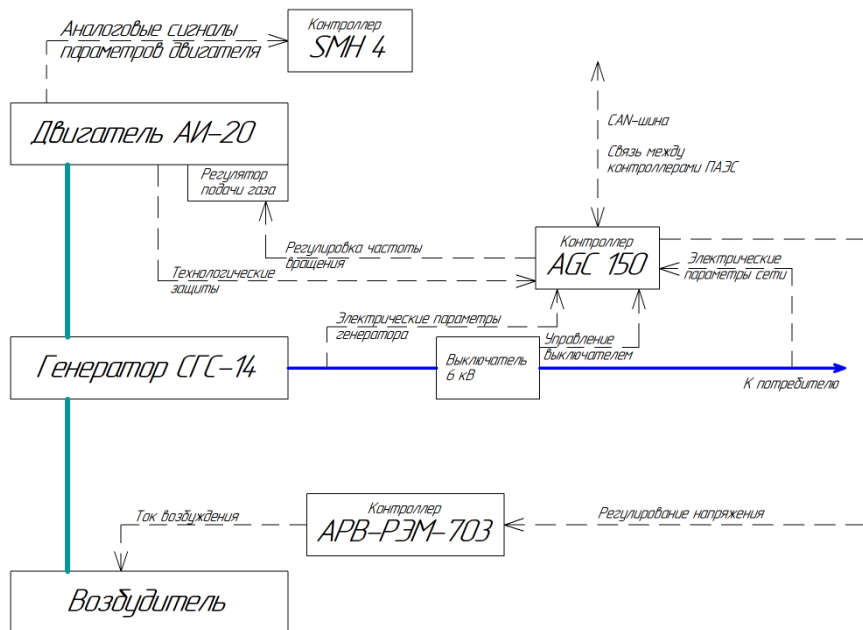 Аналоговые сигналы
параметров двигателя
Контроллер
SMH 4
Двигатель АИ-20
Регулятор
подачи газа
CAN-шина
Связь между
контроллерами ПАЭС
Регулировка частоты
вращения
Технологические
защиты
Контроллер
AGC 150
Электрические
параметры сети
Электрические параметры
генератора
Управление
выключателем
Генератор СГС-14
Выключатель
6 кВ
К потребителю
Ток возбуждения
Контроллер
АРВ-РЭМ-703
Регулирование напряжения
Возбудитель